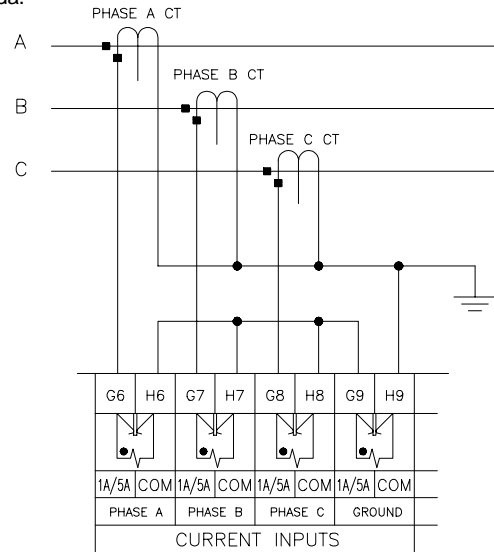 da.
PHASE A CT
A
PHASE B CT
B
PHASE C CT
C
G6 H6 G7 H7 G8 H8 G9 H9
1A/5A COM 1A/5A COM 1A/5A COM 1A/5A COM
PHASE A PHASE B PHASE C GROUND
CURRENT INPUTS